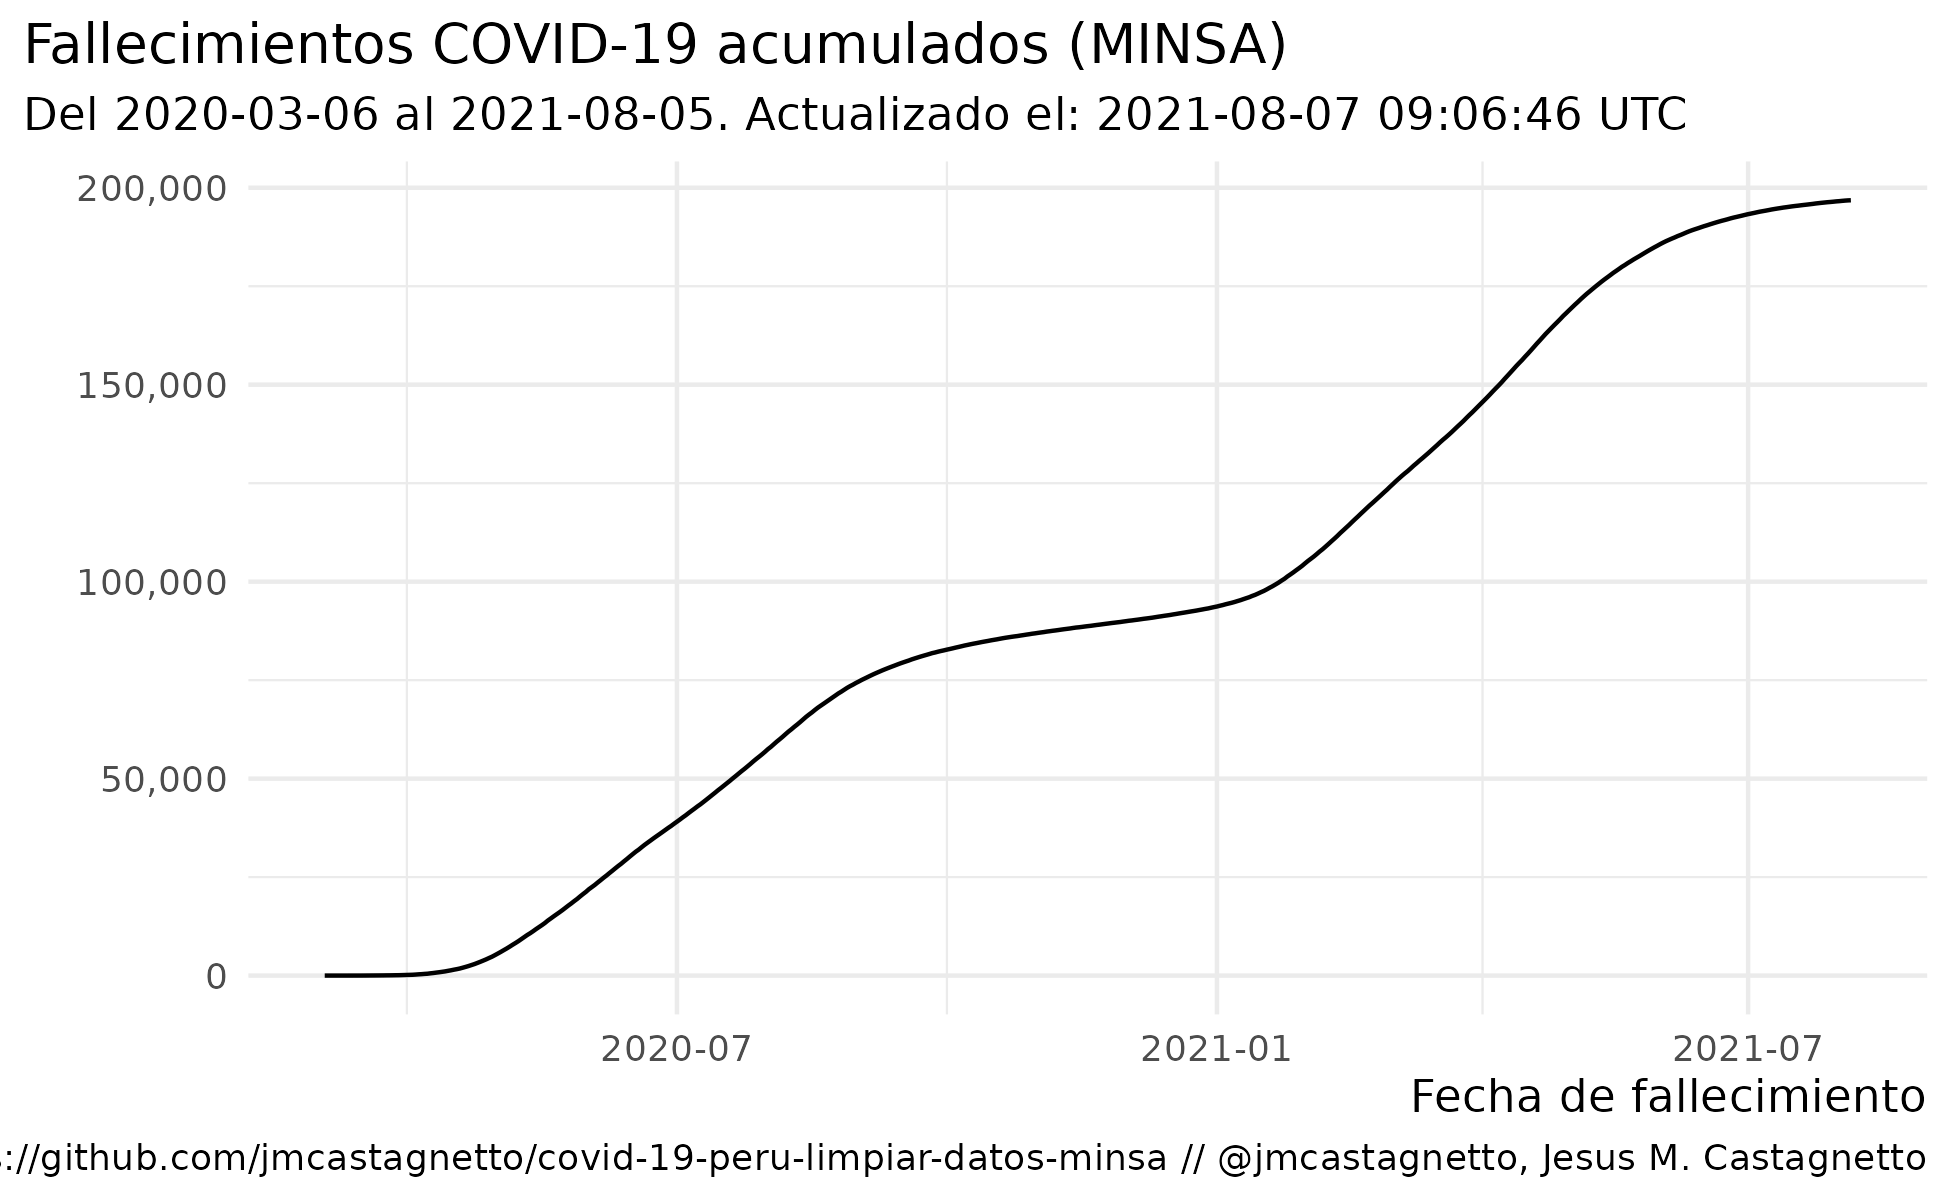 Fallecimientos COVID-19 acumulados (MINSA)
Del 2020-03-06 al 2021-08-05. Actualizado el: 2021-08-07 09:06:46 UTC
200,000
150,000
100,000
50,000
0
2020-07 2021-01 2021-07
Fecha de fallecimiento
://github.com/jmcastagnetto/covid-19-peru-limpiar-datos-minsa // @jmcastagnetto, Jesus M. Castagnetto